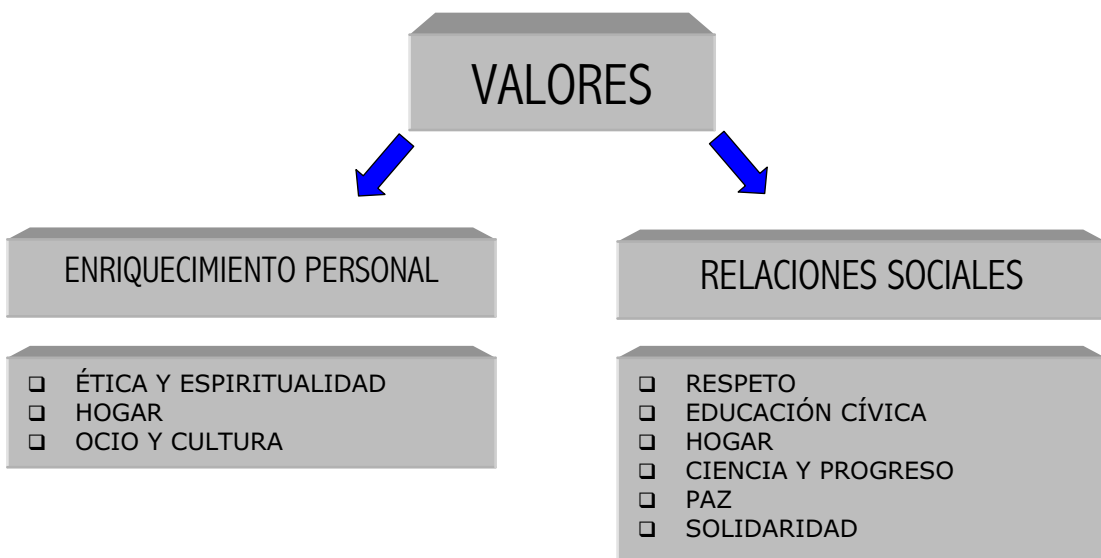 VALORES
ENRIQUECIMIENTO PERSONAL
ÉTICA Y ESPIRITUALIDAD
HOGAR
OCIO Y CULTURA
RELACIONES SOCIALES
RESPETO
EDUCACIÓN CÍVICA
HOGAR
CIENCIA Y PROGRESO
PAZ
SOLIDARIDAD